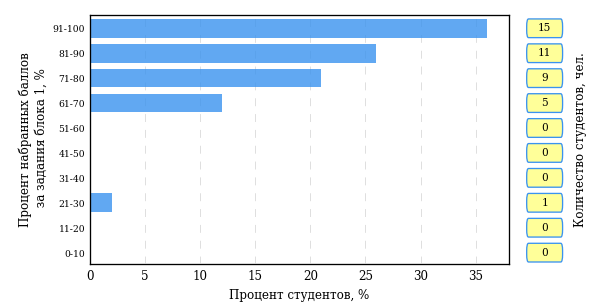 Процент набранных баллов
за задания блока 1, %
91-100 15
81-90 11
71-80 9
61-70 5
51-60 0
41-50 0
31-40 0
21-30 1
11-20 0
0-10 0
0 5 10 15 20 25 30 35
Процент студентов, %
Количество студентов, чел.